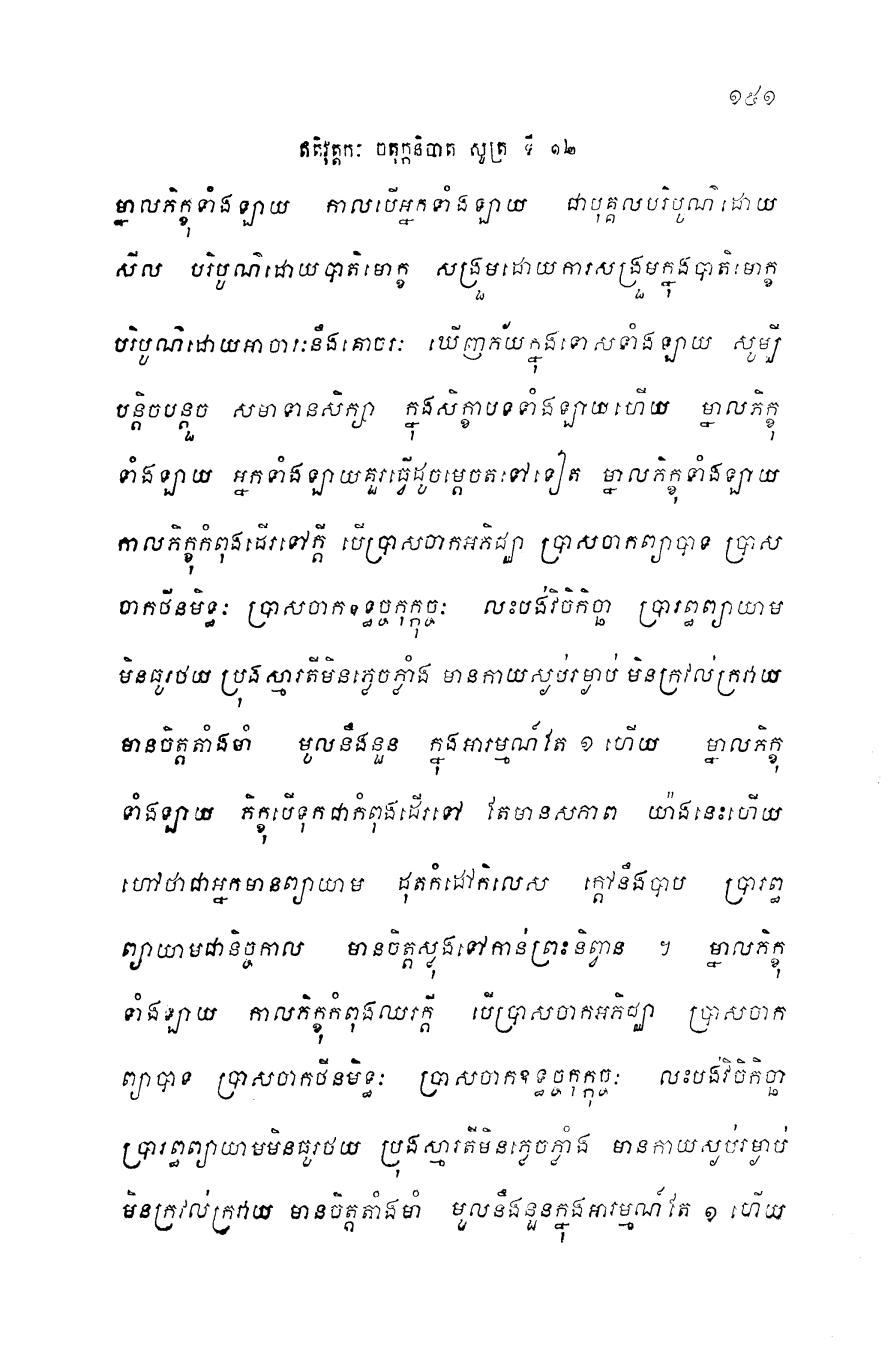 ១៥១
ឥតិវុត្តកៈ ចតុក្កនិបាត សូត្រ ទី ១២
ម្នាលភិក្ខុទាំងឡាយ កាលបើអ្នកទាំងឡាយ ជាបុគ្គលបរិបូណ៌ដោយ
សីល បរិបូណ៌ដោយបាតិមោក្ខ សង្រួមដោយការសង្រួមក្នុងបាតិមោក្ខ
បរិបូណ៌ដោយអាចារៈនឹងគោចរៈ ឃើញភ័យក្នុងទោសទាំងឡាយ សូម្បី
បន្តិចបន្តួច សមាទានសិក្សា ក្នុងសិក្ខាបទទាំងឡាយហើយ ម្នាលភិក្ខុ
ទាំងឡាយ អ្នកទាំងឡាយគួរធ្វើដូចម្តេចតទៅទៀត ម្នាលភិក្ខុទាំងឡាយ
កាលភិក្ខុកំពុងដើរទៅក្តី បើប្រាសចាកអភិជ្ឈា ប្រាសចាកព្យាបាទ ប្រាស
ចាកថីនមិទ្ធៈ ប្រាសចាកឧទ្ធច្ចកុក្កុច្ចៈ លះបង់វិចិកិច្ឆា ប្រារព្ធព្យាយាម
មិនធូរថយ ប្រុងស្មារតីមិនភ្លេចភ្លាំង មានកាយស្ងប់រម្ងាប់ មិនក្រវល់ក្រវាយ
មានចិត្តតាំងមាំ មូលនឹងនួន ក្នុងអារម្មណ៍តែ ១ ហើយ ម្នាលភិក្ខុ
ទាំងឡាយ ភិក្ខុបើទុកជាកំពុងដើរទៅ តែមានសភាព យ៉ាងនេះហើយ
ហៅថាជាអ្នកមានព្យាយាម ដុតកំដៅកិលេស ក្តៅនឹងបាប ប្រារព្ធ
ព្យាយាមជានិច្ចកាល មានចិត្តស្លុងទៅកាន់ព្រះនិព្វាន ។ ម្នាលភិក្ខុ
ទាំងឡាយ កាលភិក្ខុកំពុងឈរក្តី បើប្រាសចាកអភិជ្ឈា ប្រាសចាក
ព្យាបាទ ប្រាសចាកថីនមិទ្ធៈ ប្រាសចាកឧទ្ធច្ចកុក្កុច្ចៈ លះបង់វិចិកិច្ឆា
ប្រារព្ធព្យាយាមមិនធូរថយ ប្រុងស្មារតីមិនភ្លេចភ្លាំង មានកាយស្ងប់រម្ងាប់
មិនក្រវល់ក្រវាយ មានចិត្តតាំងមាំ មូលនឹងនួនក្នុងអារម្មណ៍តែ ១ ហើយ